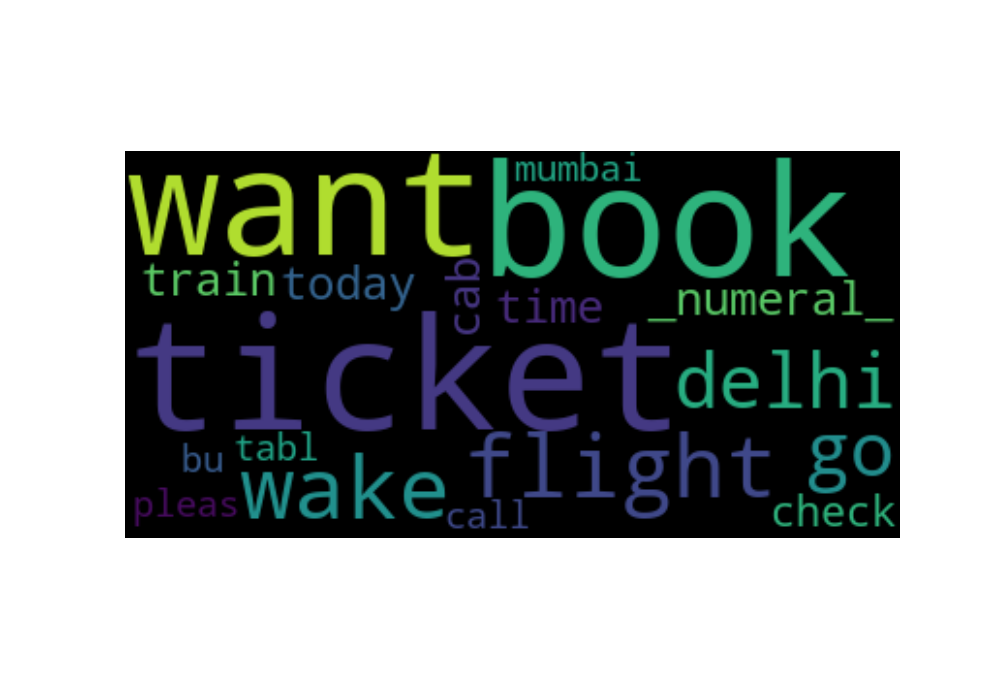 want
book
mumbai
train
today
cab
time
_numeral_
ticket
delhi
bu
tabl
flight
go
wake
pleas
call
check